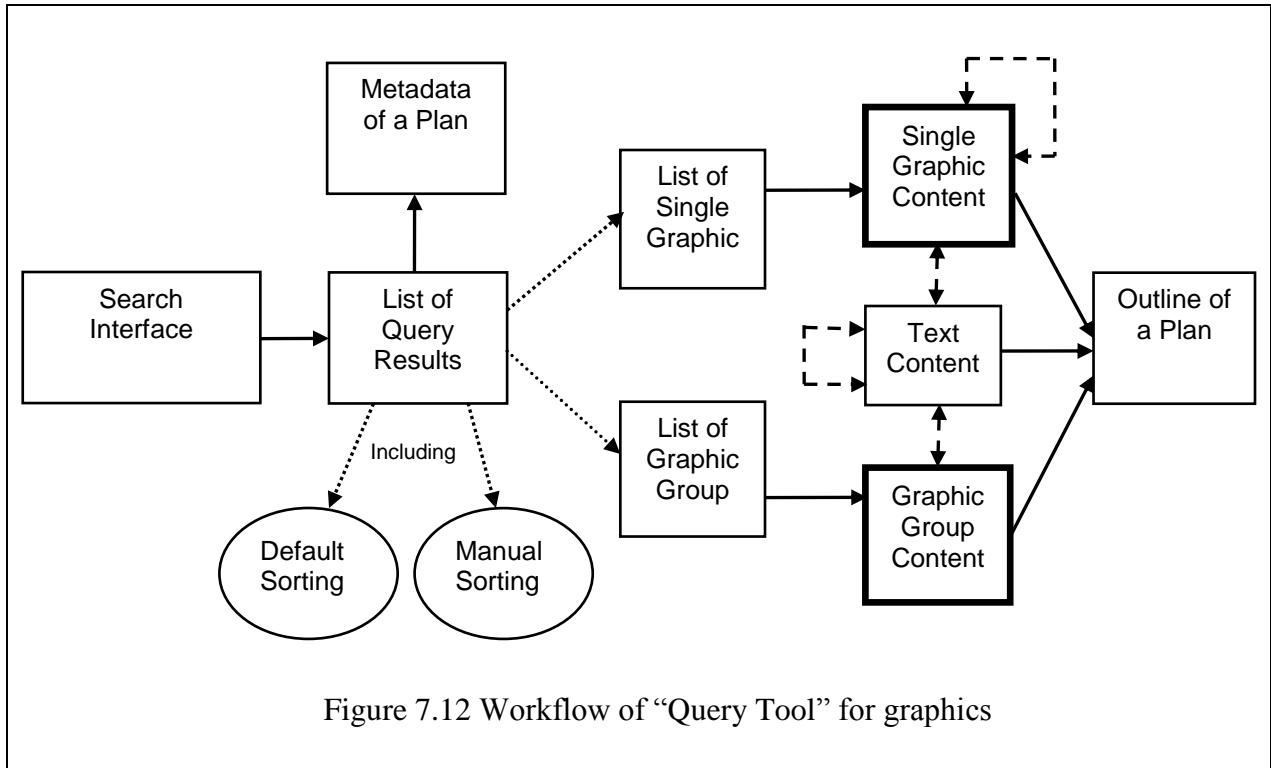 Metadata
of a Plan
Single
Graphic
Content
List of
Single
Graphic
Search
Interface
List of
Query
Results
Text
Content
Outline of
a Plan
List of
Graphic
Group
Including
Graphic
Group
Content
Default
Sorting
Manual
Sorting
Figure 7.12 Workflow of “Query Tool” for graphics